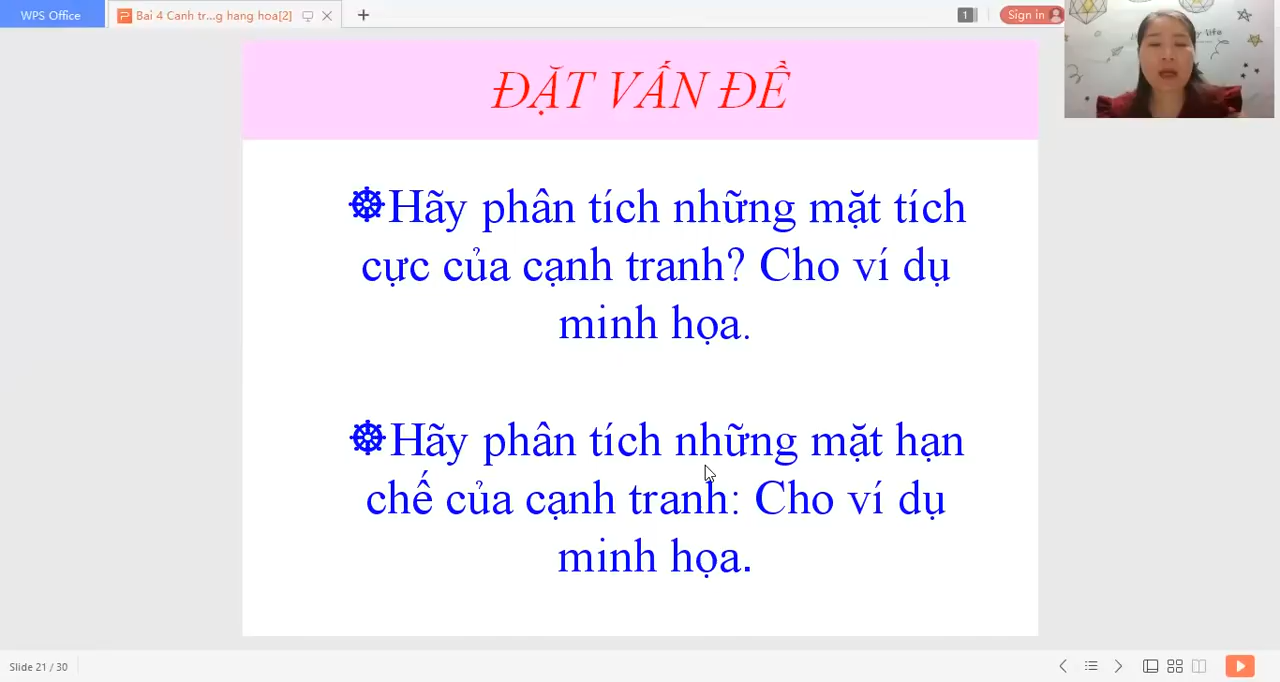 WPS Office
Bai 4 Canh tr...g hang hoa[2]
1
Sign in
ĐẶT VẤN ĐỀ
Hãy phân tích những mặt tích
cực của cạnh tranh? Cho ví dụ
minh họa.
Hãy phân tích những mặt hạn
chế của cạnh tranh: Cho ví dụ
minh họa.
Slide 21 / 30